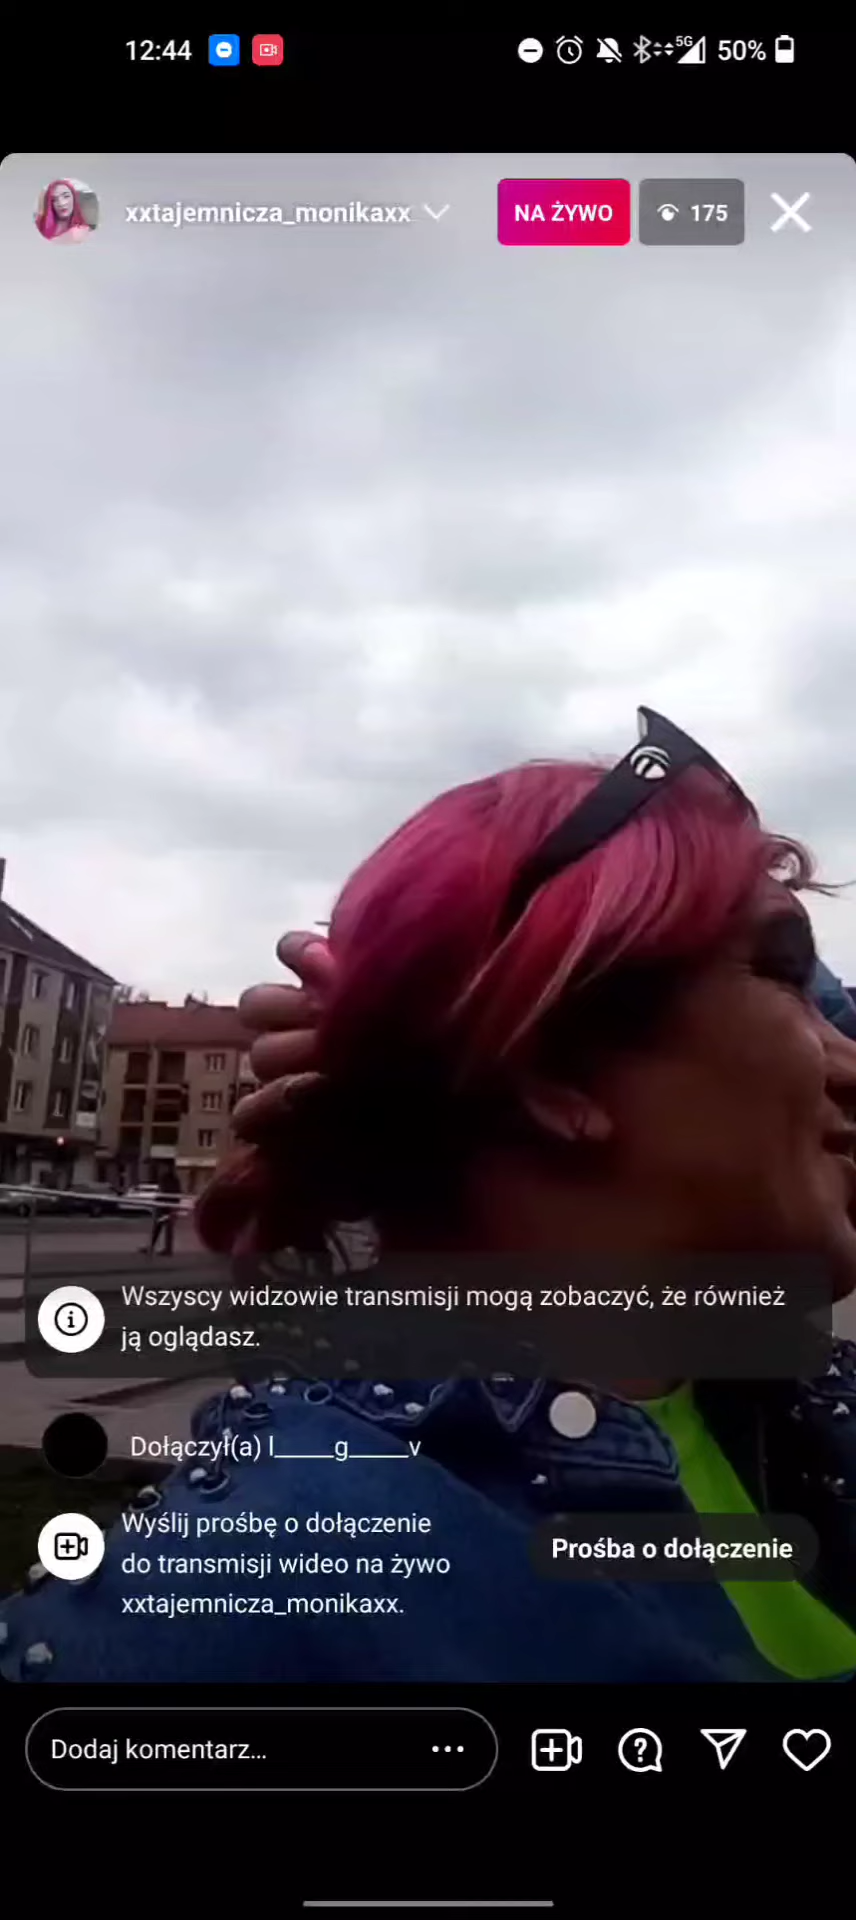 12:44
5G
50%
xxtajemnicza_monikaxx
NA ŻYWO
175
Wszyscy widzowie transmisji mogą zobaczyć, że również
ją oglądasz.
Dołączył(a) l_____g_____v
Wyślij prośbę o dołączenie
do transmisji wideo na żywo
xxtajemnicza_monikaxx.
Prośba o dołączenie
Dodaj komentarz...